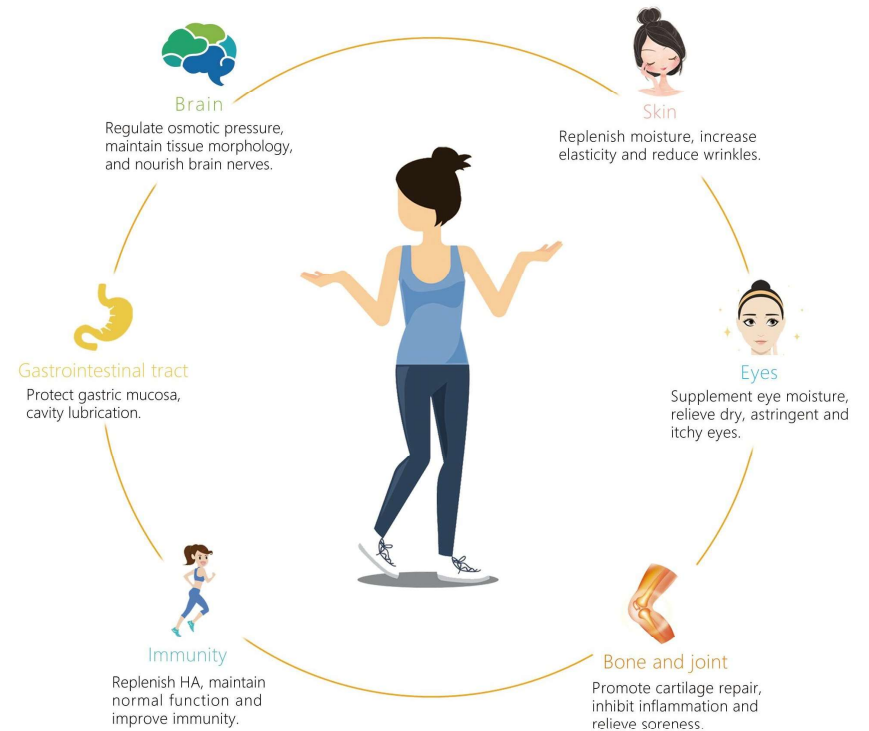 Brain
Regulate osmotic pressure,
maintain tissue morphology,
and nourish brain nerves.
Skin
Replenish moisture, increase
elasticity and reduce wrinkles.
Gastrointestinal tract
Protect gastric mucosa,
cavity lubrication.
Eyes
Supplement eye moisture,
relieve dry, astringent and
itchy eyes.
Immunity
Replenish HA, maintain
normal function and
improve immunity.
Bone and joint
Promote cartilage repair,
inhibit inflammation and
relieve soreness.